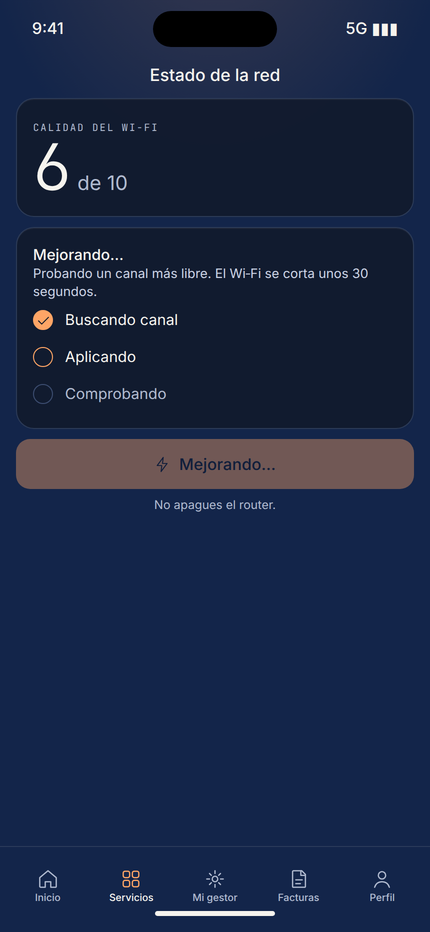 9:41
5G
Estado de la red
CALIDAD DEL WI-FI
6 de 10
Mejorando...
Probando un canal más libre. El Wi-Fi se corta unos 30
segundos.
Buscando canal
Aplicando
Comprobando
Mejorando...
No apagues el router.
Inicio
Servicios
Mi gestor
Facturas
Perfil